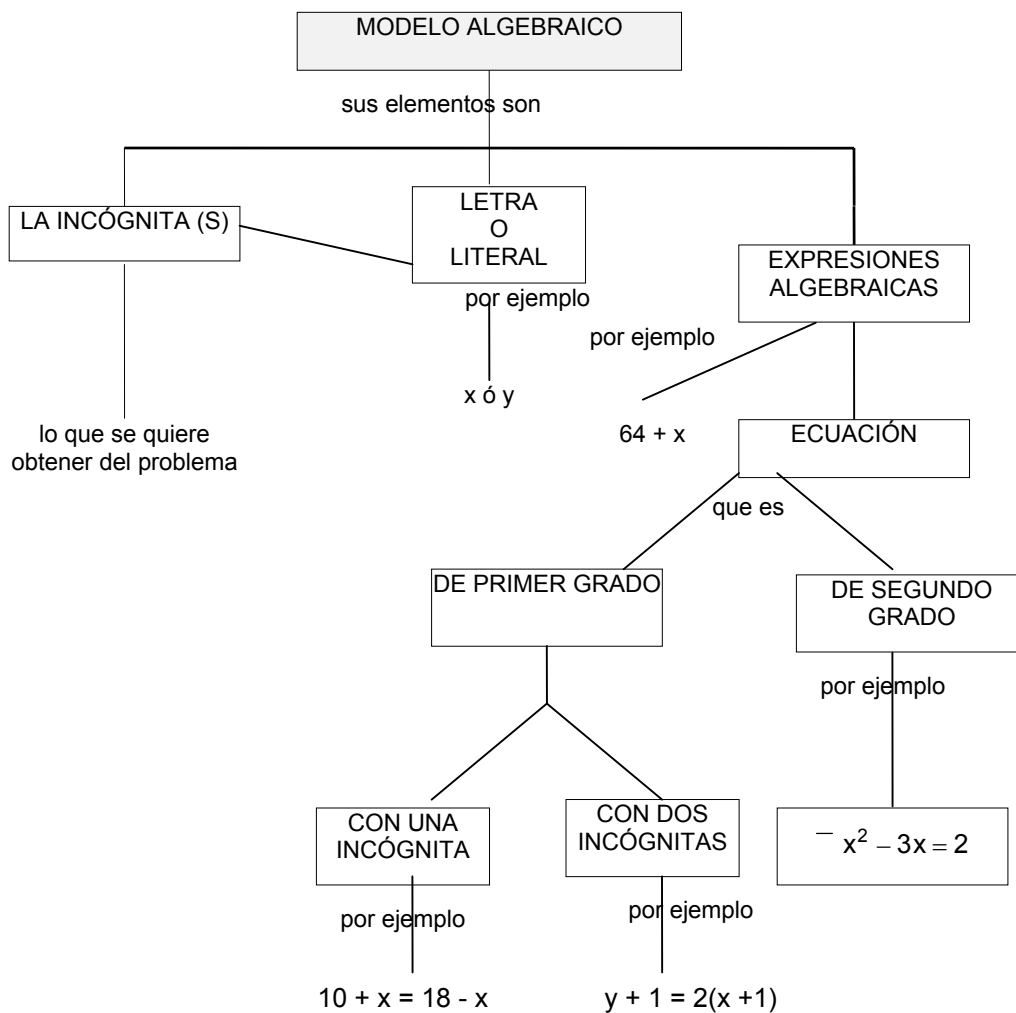 MODELO ALGEBRAICO
sus elementos son
LA INCÓGNITA (S)
LETRA
O
LITERAL
EXPRESIONES
ALGEBRAICAS
por ejemplo
por ejemplo
x ó y
lo que se quiere
obtener del problema
64 + x
ECUACIÓN
que es
DE PRIMER GRADO
DE SEGUNDO
GRADO
por ejemplo
CON UNA
INCÓGNITA
CON DOS
INCÓGNITAS
¯ x² – 3x = 2
por ejemplo
por ejemplo
10 + x = 18 - x
y + 1 = 2(x +1)